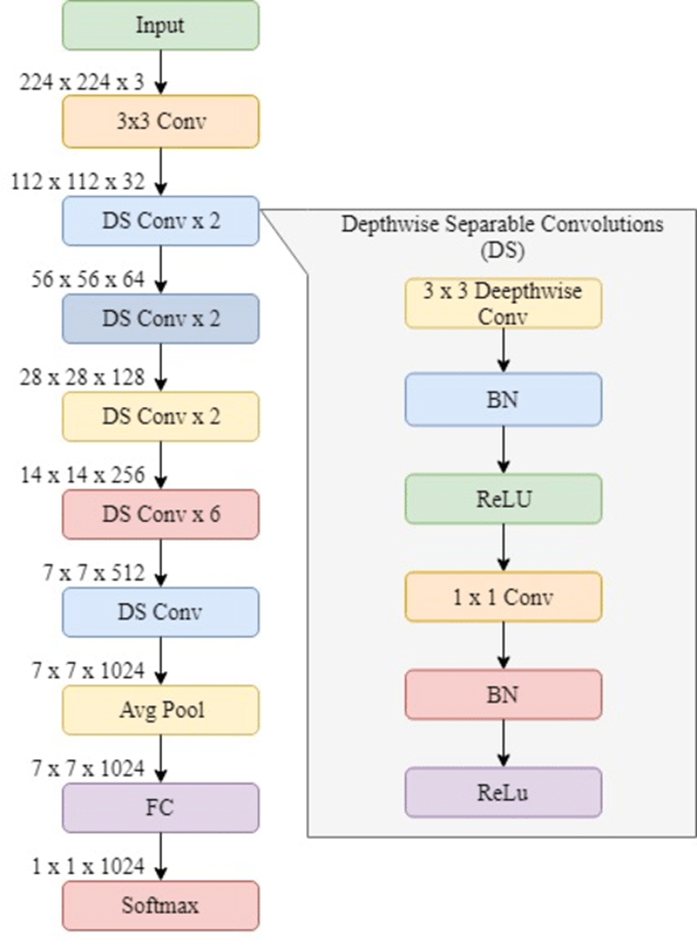 Input
224 x 224 x 3
3x3 Conv
112 x 112 x 32
DS Conv x 2
56 x 56 x 64
DS Conv x 2
28 x 28 x 128
DS Conv x 2
14 x 14 x 256
DS Conv x 6
7 x 7 x 512
DS Conv
7 x 7 x 1024
Avg Pool
7 x 7 x 1024
FC
1 x 1 x 1024
Softmax
Depthwise Separable Convolutions
(DS)
3 x 3 Deepthwise
Conv
BN
ReLU
1 x 1 Conv
BN
ReLu